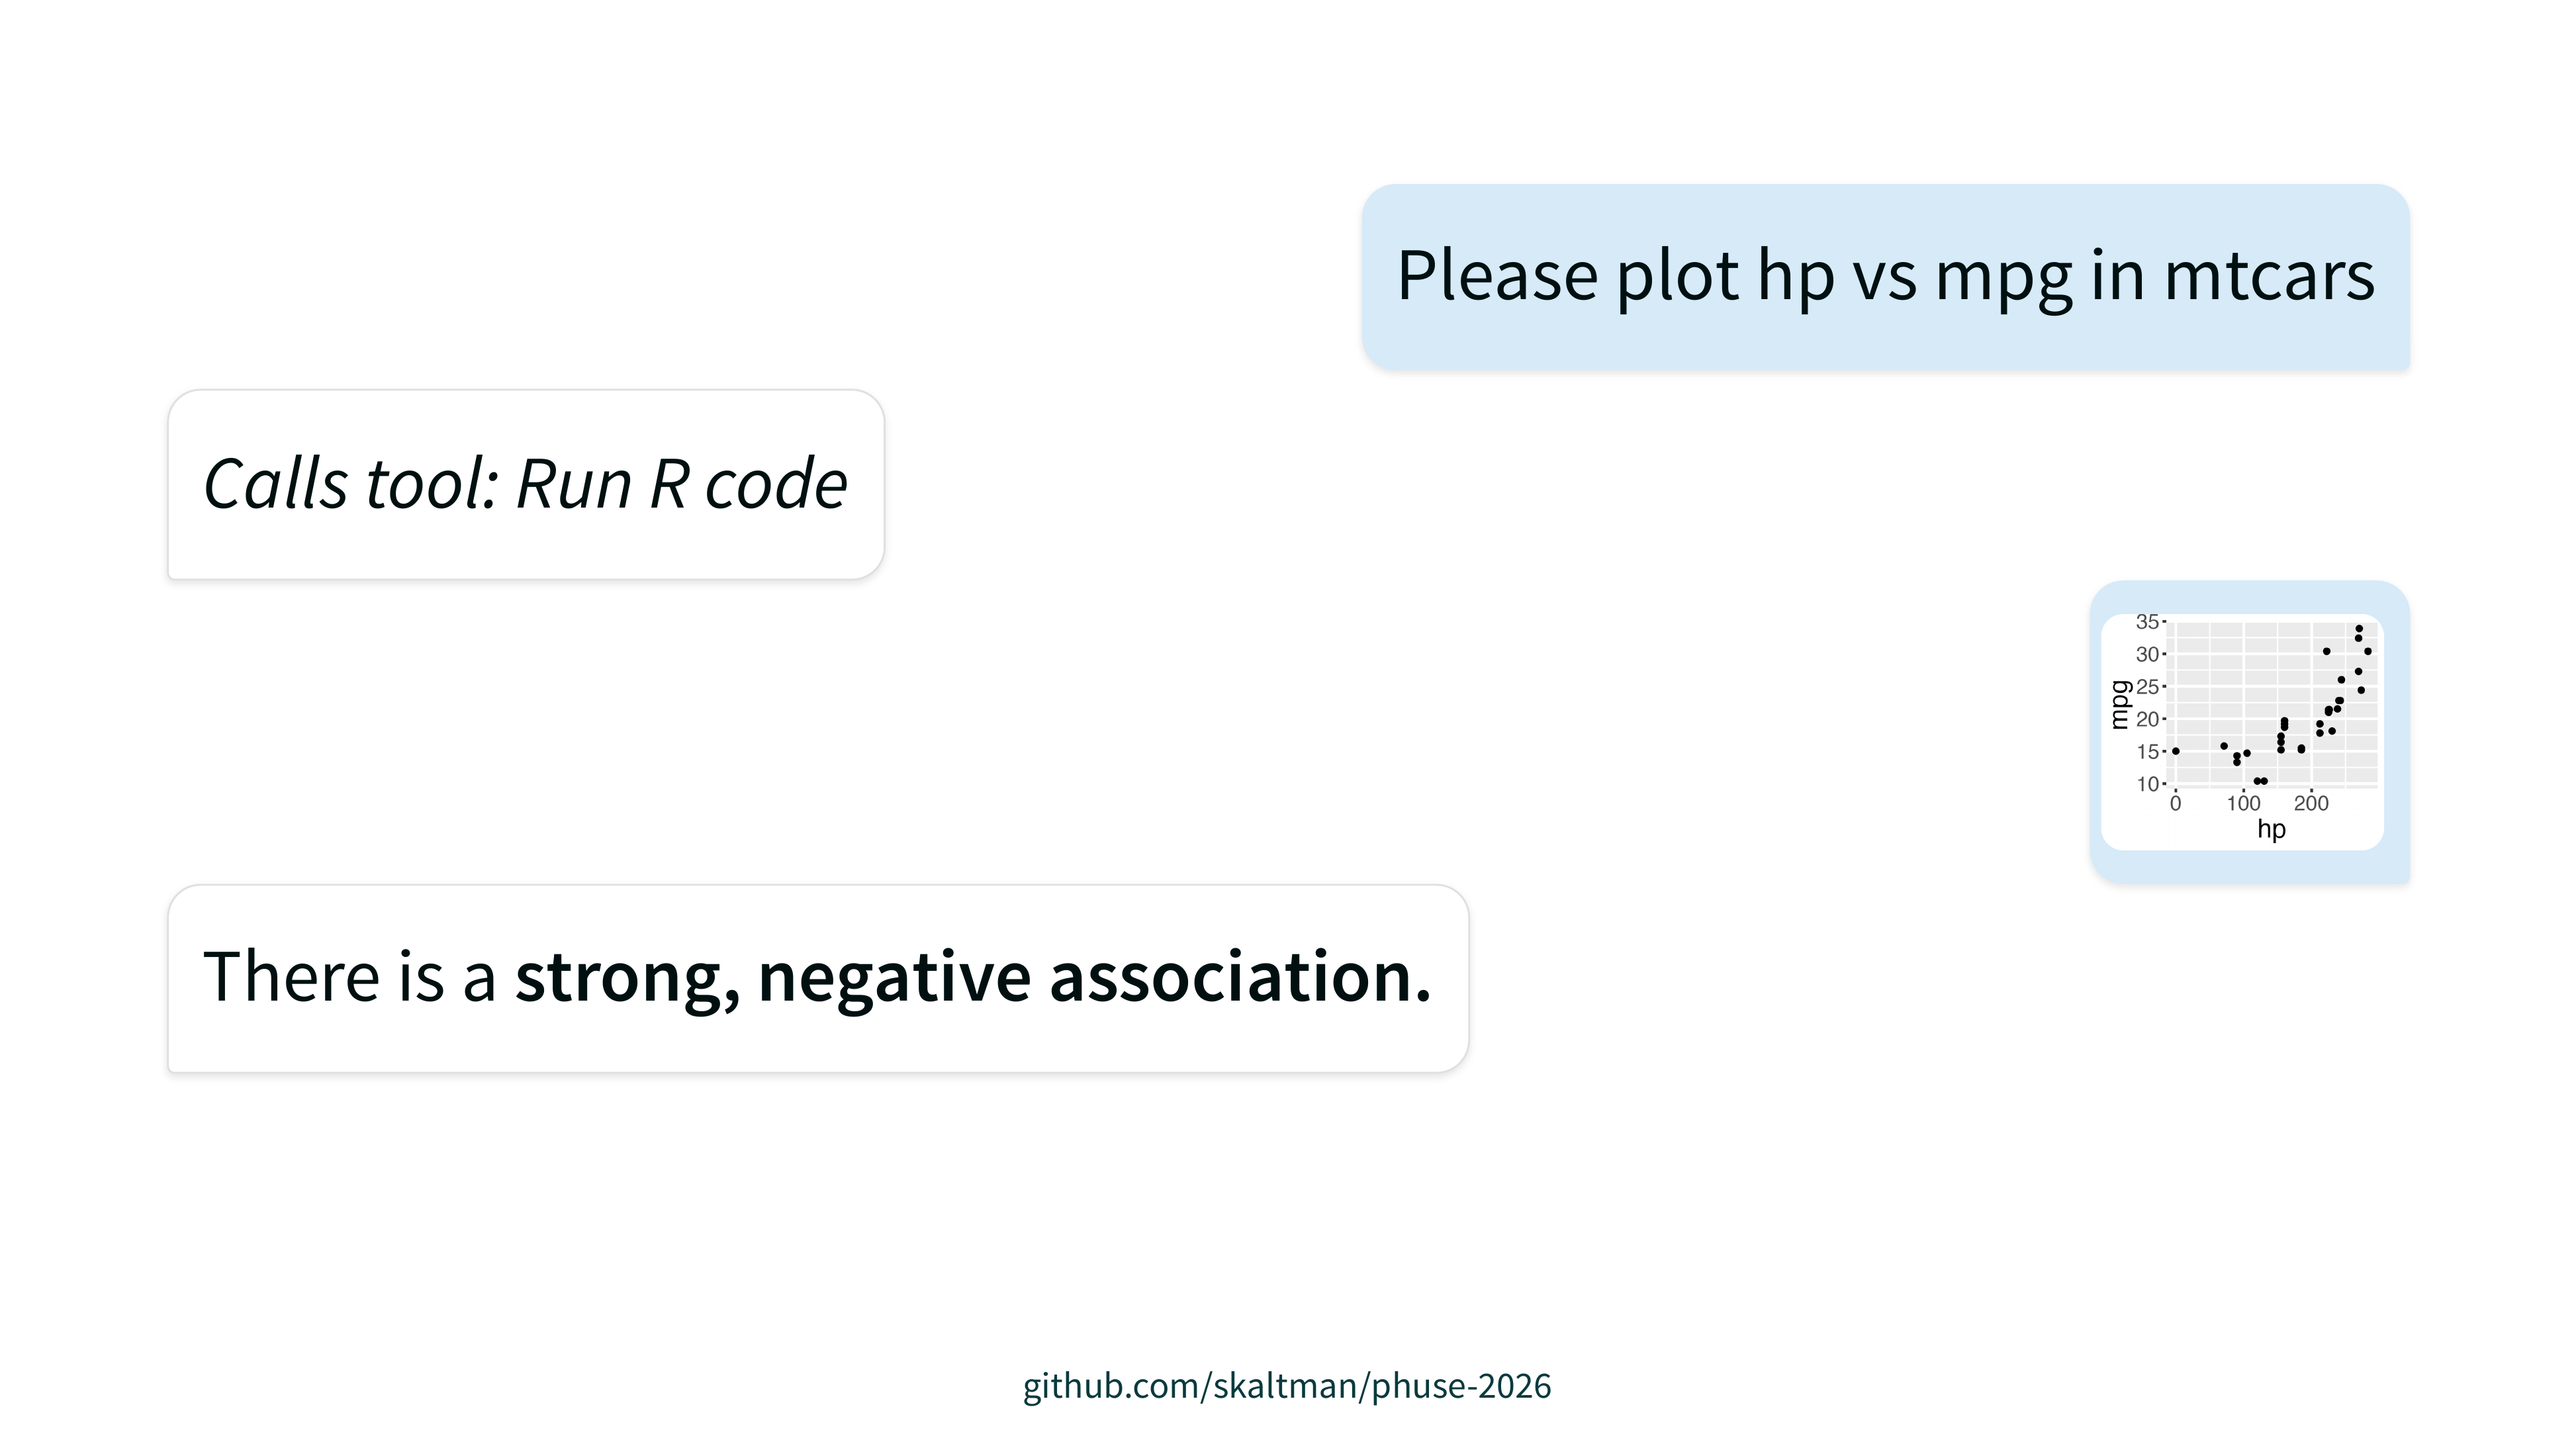 Please plot hp vs mpg in mtcars
Calls tool: Run R code
35
30
25
20
15
10
mpg
0 100 200
hp
There is a strong, negative association.
github.com/skaltman/phuse-2026